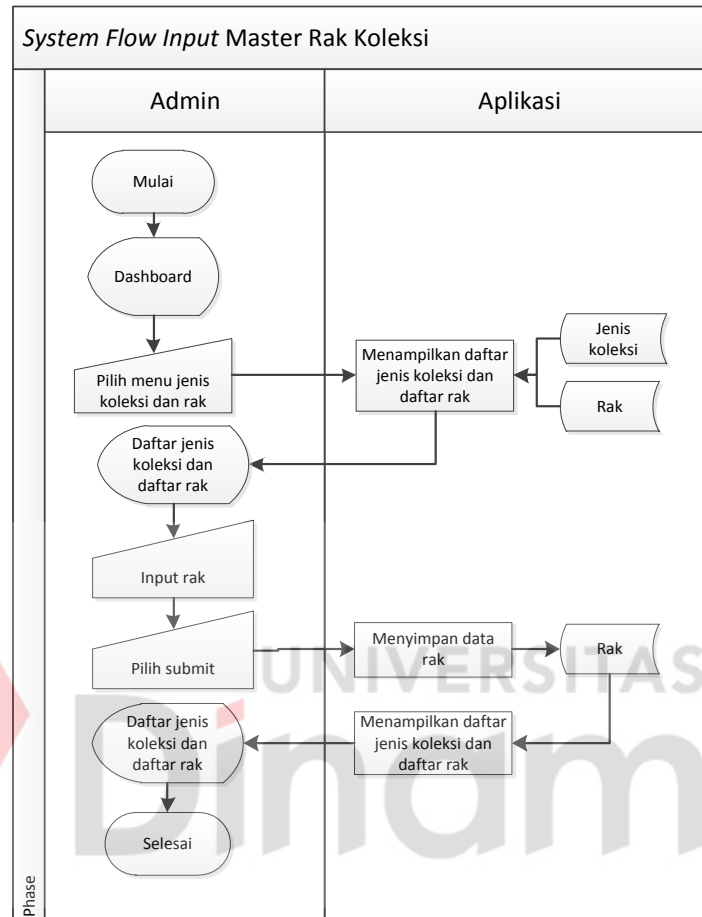 System Flow Input Master Rak Koleksi
Admin
Aplikasi
Mulai
Dashboard
Pilih menu jenis
koleksi dan rak
Menampilkan daftar
jenis koleksi dan
daftar rak
Jenis
koleksi
Rak
Daftar jenis
koleksi dan
daftar rak
Input rak
Pilih submit
Menyimpan data
rak
Rak
UNIVERSITAS
Dinam
Daftar jenis
koleksi dan
daftar rak
Menampilkan daftar
jenis koleksi dan
daftar rak
Selesai
Phase